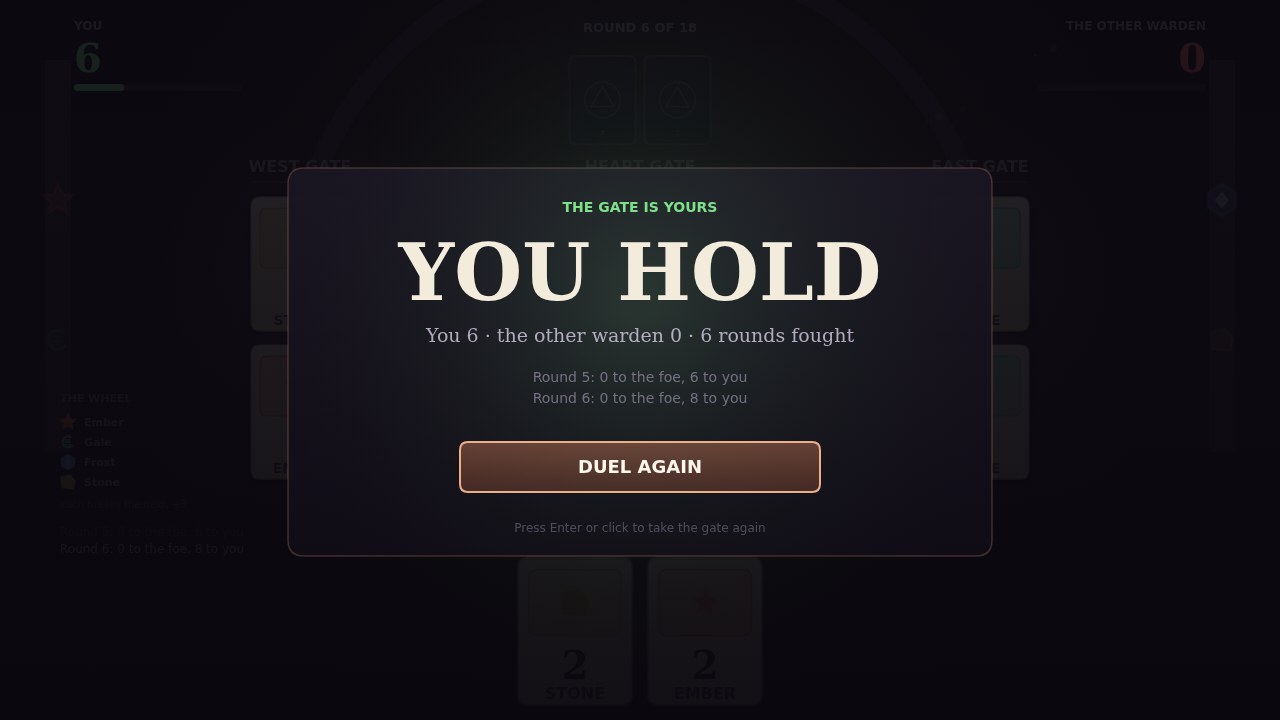 YOU
6
ROUND 6 OF 18
THE OTHER WARDEN
0
WEST GATE
HEART GATE
EAST GATE
THE GATE IS YOURS
YOU HOLD
You 6 · the other warden 0 · 6 rounds fought
Round 5: 0 to the foe, 6 to you
Round 6: 0 to the foe, 8 to you
DUEL AGAIN
Press Enter or click to take the gate again
THE WHEEL
Ember
Gale
Frost
Stone
Round 6: 0 to the foe, 8 to you
2
STONE
2
EMBER